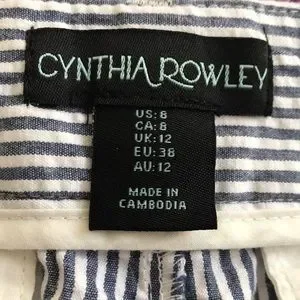 CYNTHIA ROWLEY
US: 8
CA: 8
UK: 12
EU: 38
AU: 12
MADE IN
CAMBODIA